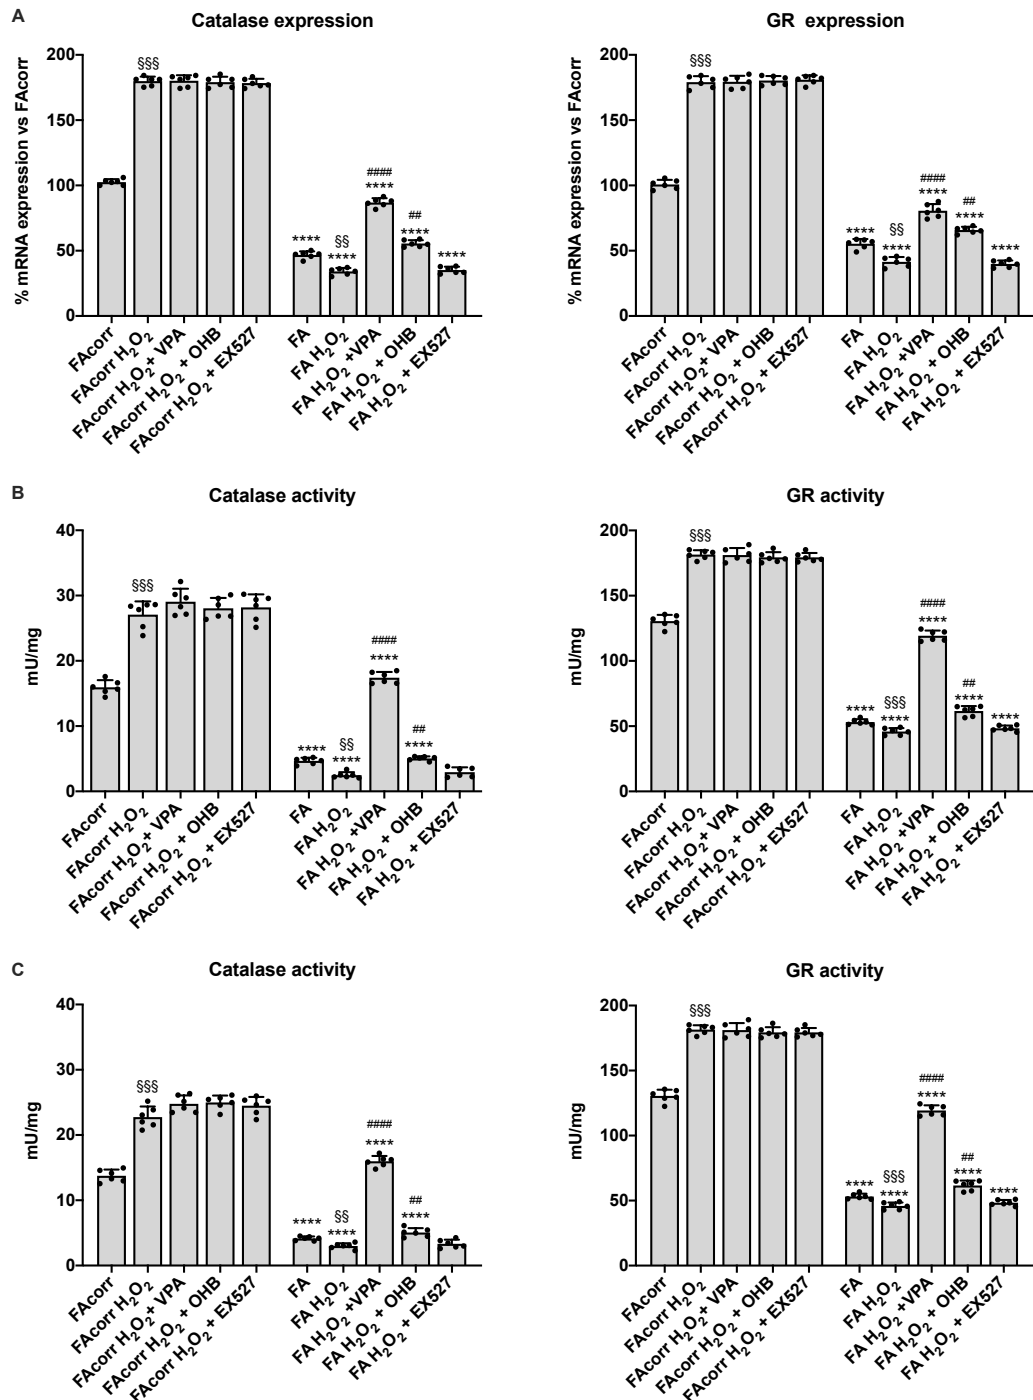 A
Catalase expression
GR expression
% mRNA expression vs FAcorr
200
150
100
50
0
§§§
****
§§
****
####
****
##
****
****
FAcorr
FAcorr H₂O₂
FAcorr H₂O₂ + VPA
FAcorr H₂O₂ + OHB
FAcorr H₂O₂ + EX527
FA
FA H₂O₂
FA H₂O₂ +VPA
FA H₂O₂ + OHB
FA H₂O₂ + EX527
% mRNA expression vs FAcorr
200
150
100
50
0
§§§
****
§§
****
####
****
##
****
****
FAcorr
FAcorr H₂O₂
FAcorr H₂O₂ + VPA
FAcorr H₂O₂ + OHB
FAcorr H₂O₂ + EX527
FA
FA H₂O₂
FA H₂O₂ +VPA
FA H₂O₂ + OHB
FA H₂O₂ + EX527
B
Catalase activity
GR activity
mU/mg
40
30
20
10
0
§§§
****
§§
****
####
****
##
****
FAcorr
FAcorr H₂O₂
FAcorr H₂O₂ + VPA
FAcorr H₂O₂ + OHB
FAcorr H₂O₂ + EX527
FA
FA H₂O₂
FA H₂O₂ +VPA
FA H₂O₂ + OHB
FA H₂O₂ + EX527
mU/mg
200
150
100
50
0
§§§
****
§§§
****
####
****
##
****
****
FAcorr
FAcorr H₂O₂
FAcorr H₂O₂ + VPA
FAcorr H₂O₂ + OHB
FAcorr H₂O₂ + EX527
FA
FA H₂O₂
FA H₂O₂ +VPA
FA H₂O₂ + OHB
FA H₂O₂ + EX527
C
Catalase activity
GR activity
mU/mg
40
30
20
10
0
§§§
****
§§
****
####
****
##
****
FAcorr
FAcorr H₂O₂
FAcorr H₂O₂ + VPA
FAcorr H₂O₂ + OHB
FAcorr H₂O₂ + EX527
FA
FA H₂O₂
FA H₂O₂ +VPA
FA H₂O₂ + OHB
FA H₂O₂ + EX527
mU/mg
200
150
100
50
0
§§§
****
§§§
****
####
****
##
****
****
FAcorr
FAcorr H₂O₂
FAcorr H₂O₂ + VPA
FAcorr H₂O₂ + OHB
FAcorr H₂O₂ + EX527
FA
FA H₂O₂
FA H₂O₂ +VPA
FA H₂O₂ + OHB
FA H₂O₂ + EX527